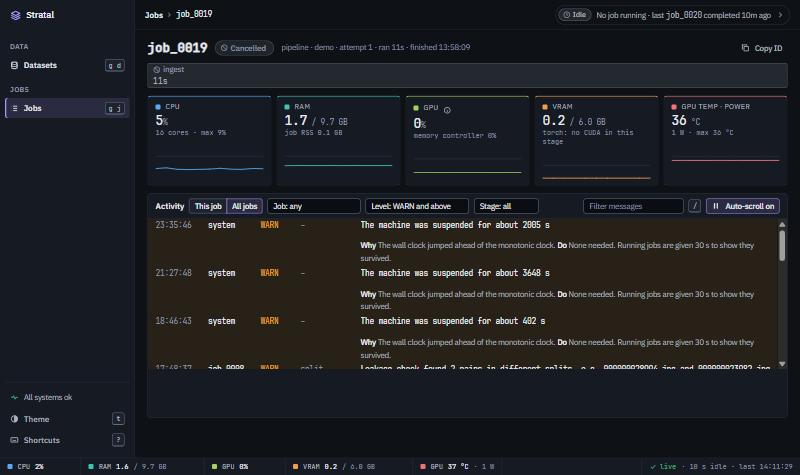 Stratal
DATA
Datasets
g d
JOBS
Jobs
g j
Jobs › job_0019
Idle
No job running · last job_0020 completed 10m ago
job_0019
Cancelled
pipeline · demo · attempt 1 · ran 11s · finished 13:58:09
Copy ID
ingest
11s
CPU
5%
16 cores · max 9%
RAM
1.7 / 9.7 GB
job RSS 0.1 GB
GPU
0%
memory controller 0%
VRAM
0.2 / 6.0 GB
torch: no CUDA in this
stage
GPU TEMP · POWER
36 °C
1 W · max 36 °C
Activity
This job
All jobs
Job: any
Level: WARN and above
Stage: all
Filter messages
/
Auto-scroll on
23:35:46 system WARN – The machine was suspended for about 2005 s
Why The wall clock jumped ahead of the monotonic clock. Do None needed. Running jobs are given 30 s to show they
survived.
21:27:48 system WARN – The machine was suspended for about 3648 s
Why The wall clock jumped ahead of the monotonic clock. Do None needed. Running jobs are given 30 s to show they
survived.
18:46:43 system WARN – The machine was suspended for about 402 s
Why The wall clock jumped ahead of the monotonic clock. Do None needed. Running jobs are given 30 s to show they
survived.
WARN split Leakage check found 2 pairs in different splits, e.g.
All systems ok
Theme
t
Shortcuts
?
CPU 2%
RAM 1.6 / 9.7 GB
GPU 0%
VRAM 0.2 / 6.0 GB
GPU 37 °C · 1 W
live · 10 s idle · last 14:11:29